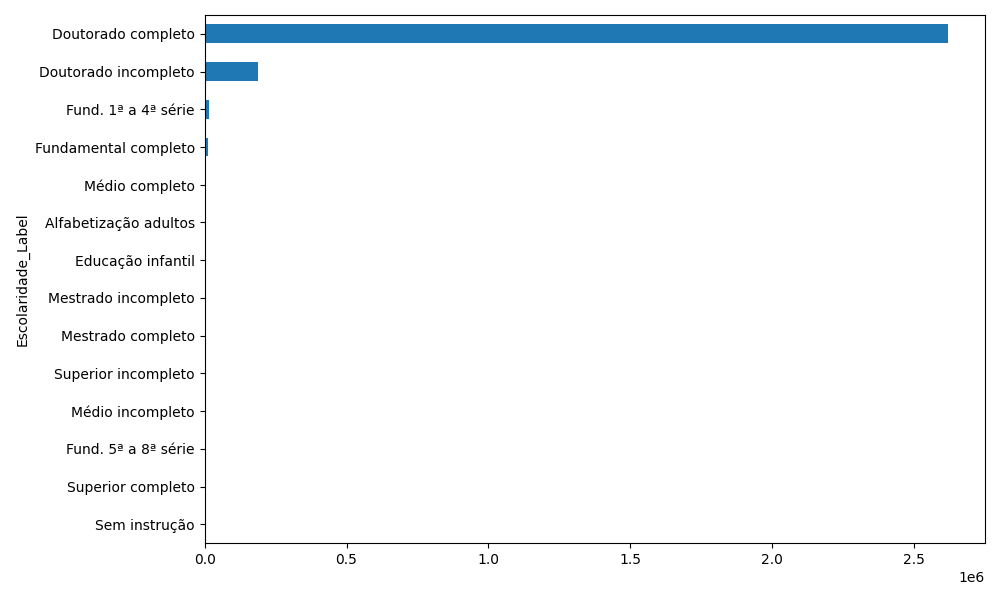 Doutorado completo
Doutorado incompleto
Fund. 1ª a 4ª série
Fundamental completo
Médio completo
Alfabetização adultos
Educação infantil
Mestrado incompleto
Mestrado completo
Superior incompleto
Médio incompleto
Fund. 5ª a 8ª série
Superior completo
Sem instrução
Escolaridade_Label
0.0 0.5 1.0 1.5 2.0 2.5
1e6